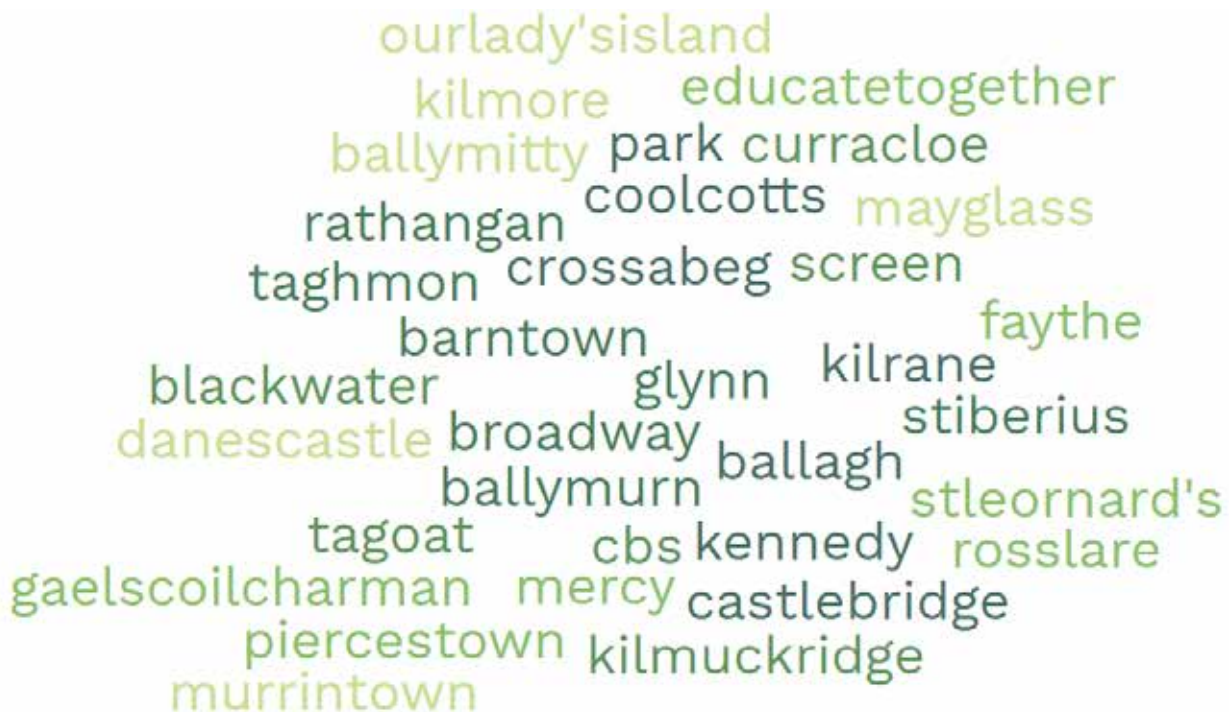 ourlady'sisland
kilmore educatetogether
ballymitty park curracloe
coolcotts mayglass
rathangan
taghmon crossabeg screen
faythe
barntown
blackwater glynn kilrane
danescastle broadway stiberius
ballagh
ballymurn stleornard's
tagoat cbs kennedy rosslare
gaelscoilcharman mercy castlebridge
piercestown kilmuckridge
murrintown